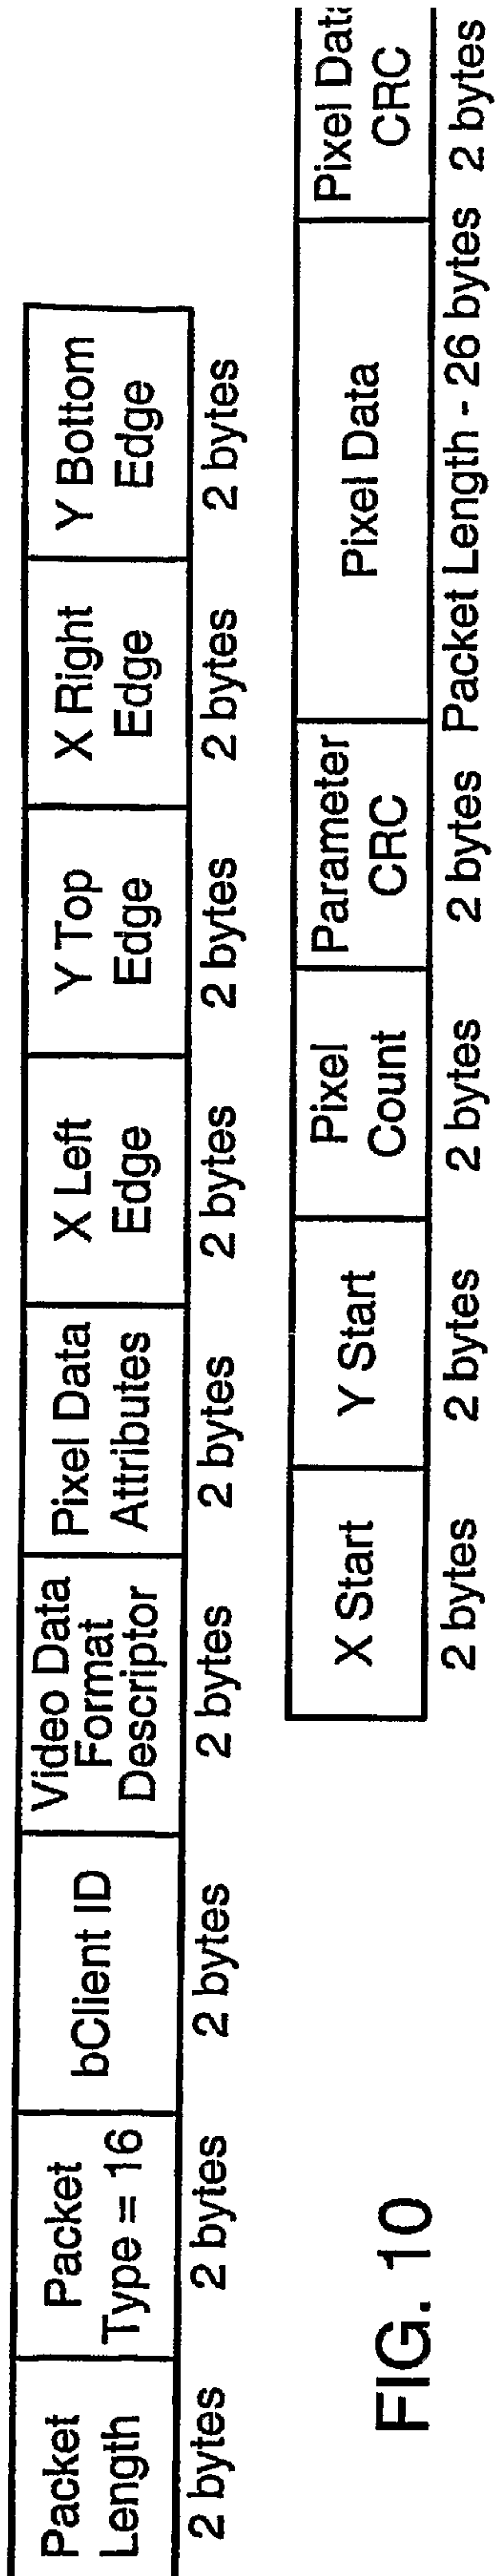 Packet
Length
2 bytes
Packet
Type = 16
2 bytes
bClient ID
2 bytes
Video Data
Format
Descriptor
2 bytes
Pixel Data
Attributes
2 bytes
X Left
Edge
2 bytes
Y Top
Edge
2 bytes
X Right
Edge
2 bytes
Y Bottom
Edge
2 bytes
X Start
2 bytes
Y Start
2 bytes
Pixel
Count
2 bytes
Parameter
CRC
2 bytes
Pixel Data
Packet Length - 26 bytes
Pixel Data
CRC
2 bytes
FIG. 10